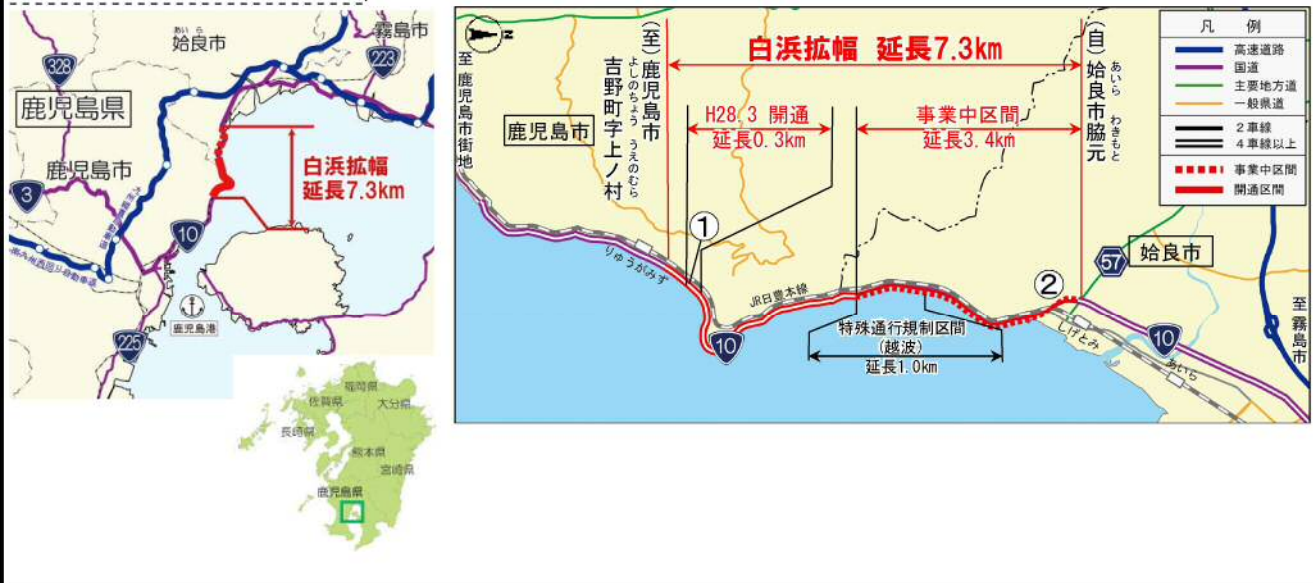 あいら
姶良市
霧島市
328
223
鹿児島県
鹿児島市
白浜拡幅
延長7.3km
3
10
鹿児島港
225
福岡県
佐賀県
大分県
長崎県
熊本県
宮崎県
鹿児島県
N
至 鹿児島市街地
鹿児島市
(至)鹿児島市
よしのちょう うえのむら
吉野町字上ノ村
白浜拡幅 延長7.3km
H28.3 開通
延長0.3km
事業中区間
延長3.4km
(自)姶良市脇元
あいら わきもと
①
りゅうがみず
JR日豊本線
10
特殊通行規制区間
(越波)
延長1.0km
②
57
姶良市
しげとみ
あいら
10
至 霧島市
凡 例
高速道路
国道
主要地方道
一般県道
2車線
4車線以上
事業中区間
開通区間